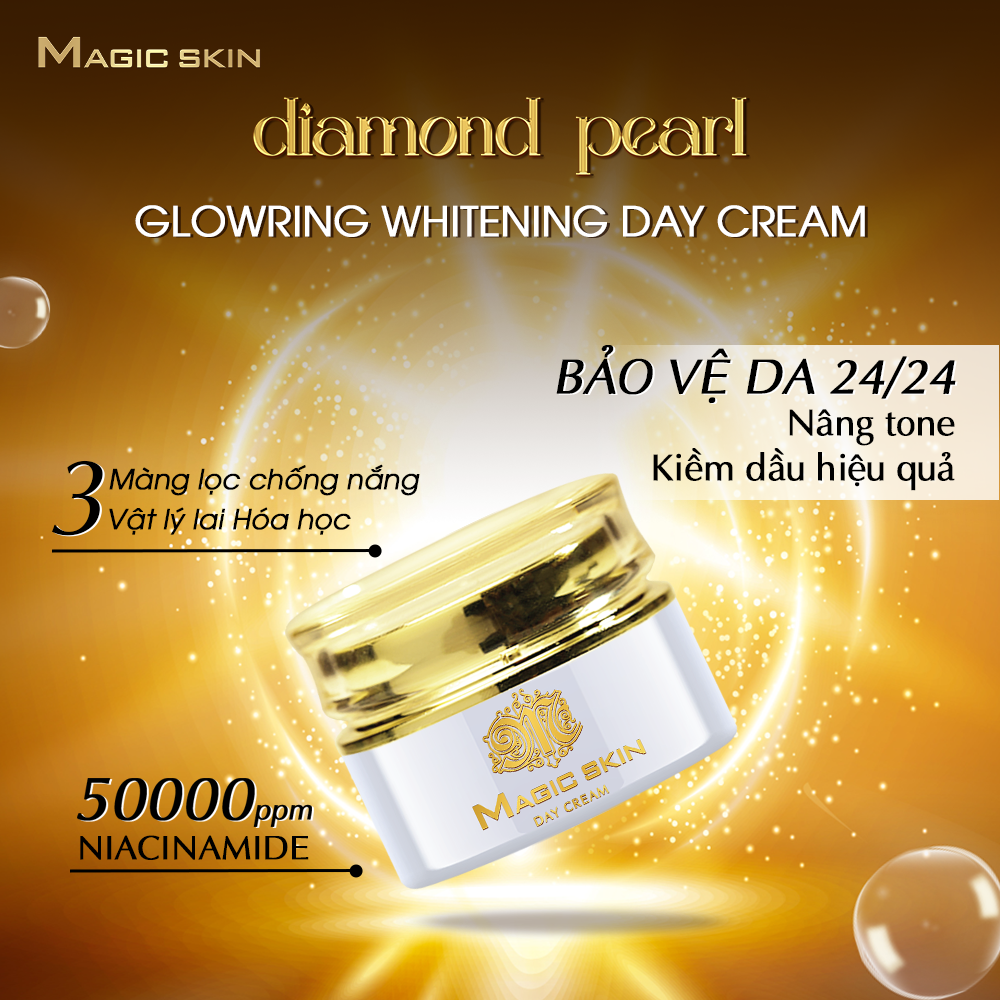 MAGIC SKIN
diamond pearl
GLOWRING WHITENING DAY CREAM
BẢO VỆ DA 24/24
Nâng tone
Kiềm dầu hiệu quả
3 Màng lọc chống nắng
Vật lý lai Hóa học
MAGIC SKIN
DAY CREAM
50000ppm
NIACINAMIDE